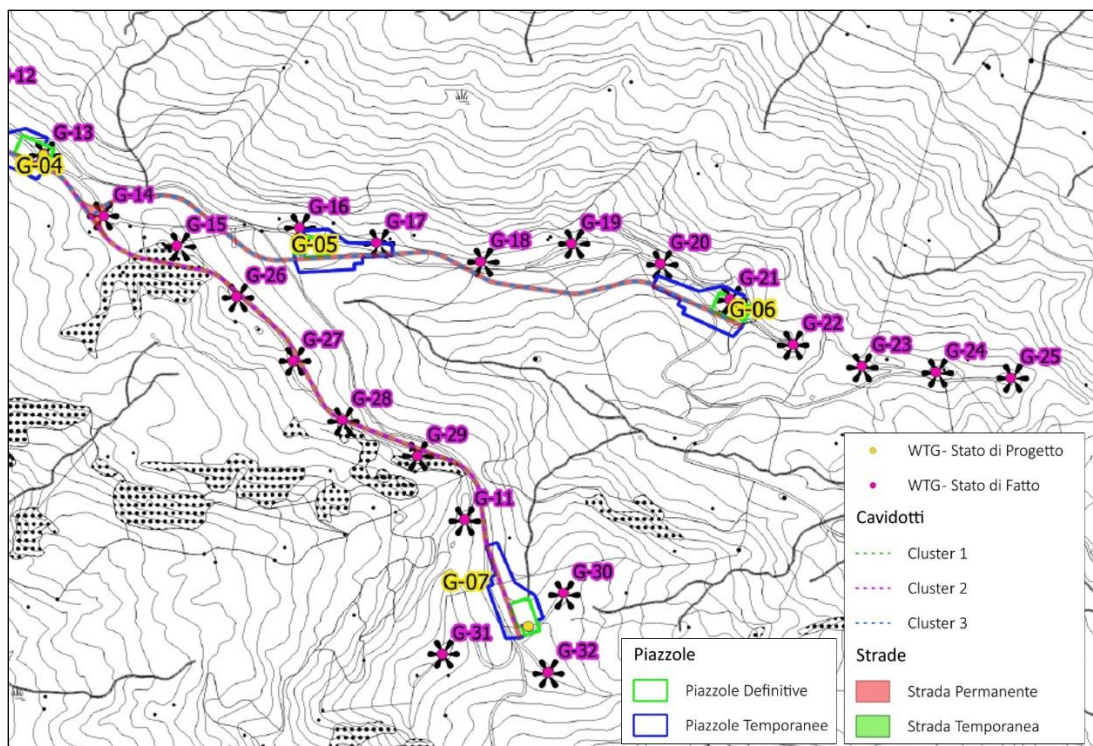 -12
G-13
G-04
G-14
G-15
G-16
G-05
G-17
G-18
G-19
G-20
G-21
G-06
G-22
G-23
G-24
G-25
G-26
G-27
G-28
G-29
G-11
G-07
G-30
G-31
G-32
WTG- Stato di Progetto
WTG- Stato di Fatto
Cavidotti
Cluster 1
Cluster 2
Cluster 3
Piazzole
Piazzole Definitive
Piazzole Temporanee
Strade
Strada Permanente
Strada Temporanea